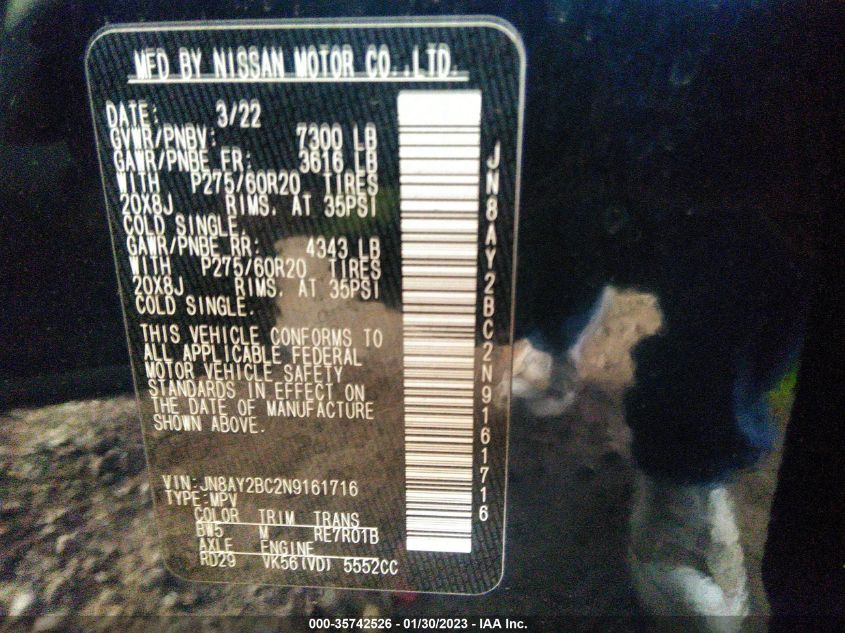 MFD BY NISSAN MOTOR CO.,LTD.
DATE: 3/22
GVWR/PNBV: 7300 LB
GAWR/PNBE FR: 3616 LB
WITH P275/60R20 TIRES
20X8J RIMS. AT 35PSI
COLD SINGLE.
GAWR/PNBE RR: 4343 LB
WITH P275/60R20 TIRES
20X8J RIMS. AT 35PSI
COLD SINGLE.
THIS VEHICLE CONFORMS TO
ALL APPLICABLE FEDERAL
MOTOR VEHICLE SAFETY
STANDARDS IN EFFECT ON
THE DATE OF MANUFACTURE
SHOWN ABOVE.
VIN:JN8AY2BC2N9161716
TYPE:MPV
COLOR TRIM TRANS
BW5 M RE7R01B
AXLE ENGINE
RD29 VK56(VD) 5552CC
JN8AY2BC2N9161716
000-35742526 - 01/30/2023 - IAA Inc.